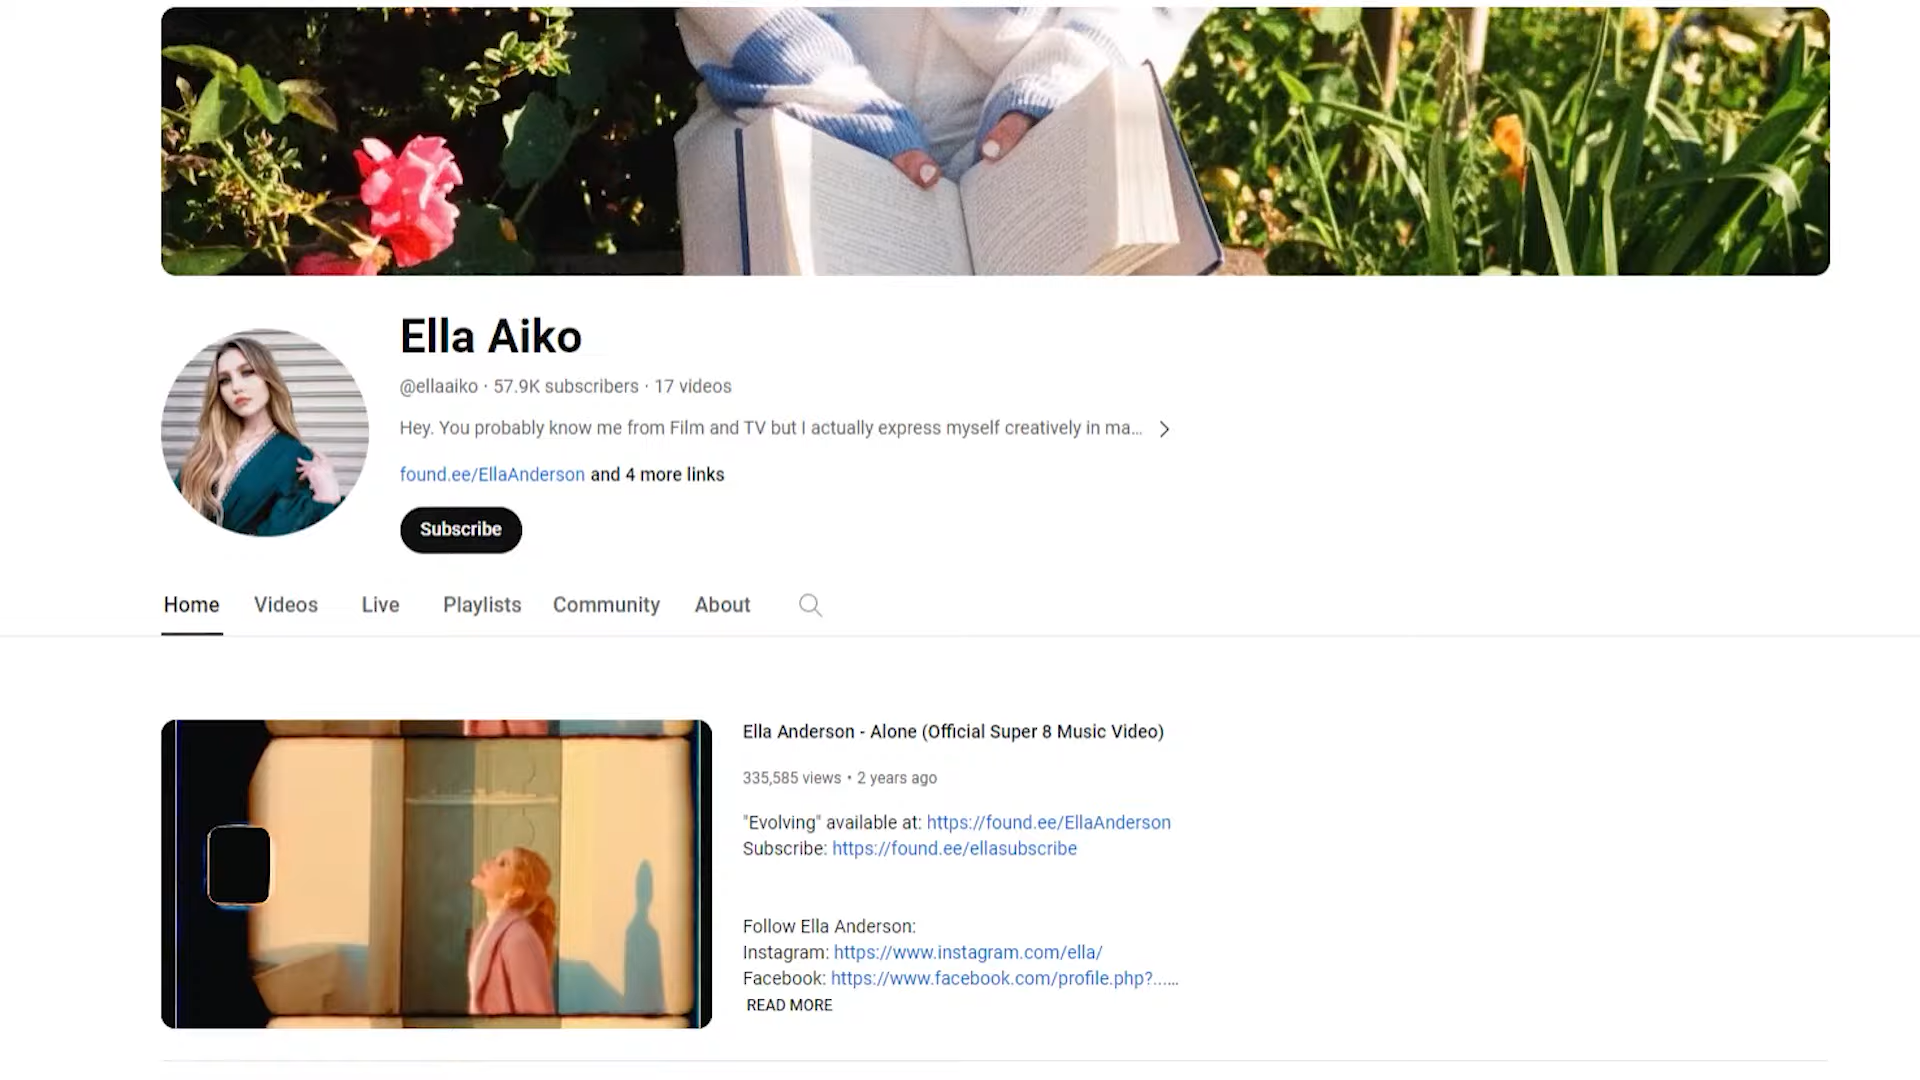 Ella Aiko
@ellaaiko · 57.9K subscribers · 17 videos
Hey. You probably know me from Film and TV but I actually express myself creatively in ma...
found.ee/EllaAnderson and 4 more links
Subscribe
Home Videos Live Playlists Community About
Ella Anderson - Alone (Official Super 8 Music Video)
335,585 views • 2 years ago
"Evolving" available at: https://found.ee/EllaAnderson
Subscribe: https://found.ee/ellasubscribe
Follow Ella Anderson:
Instagram: https://www.instagram.com/ella/
Facebook: https://www.facebook.com/profile.php?......
READ MORE